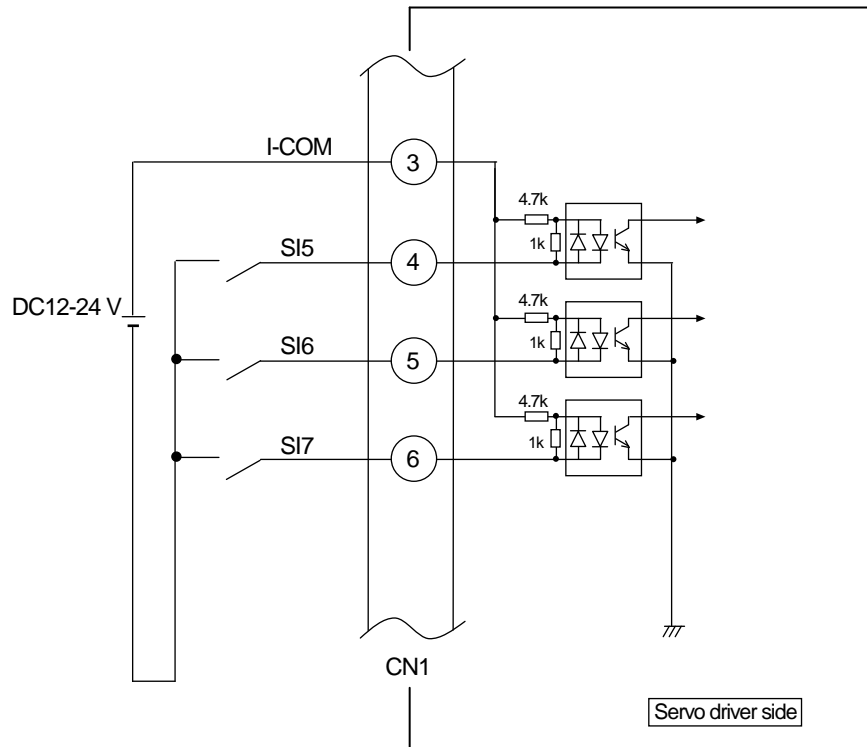 I-COM
3
4.7k
1k
SI5
4
DC12-24 V
4.7k
1k
SI6
5
4.7k
1k
SI7
6
CN1
Servo driver side